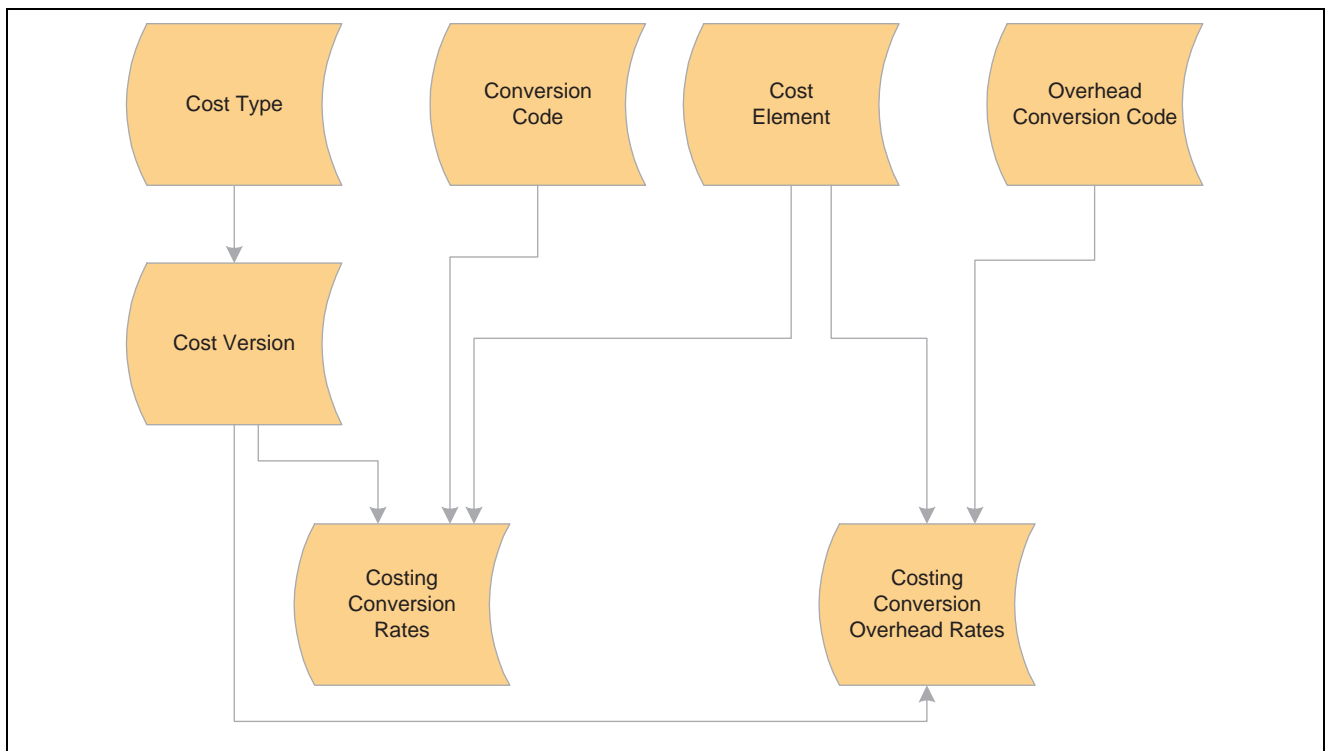 Cost Type
Conversion
Code
Cost
Element
Overhead
Conversion Code
Cost Version
Costing
Conversion
Rates
Costing
Conversion
Overhead Rates